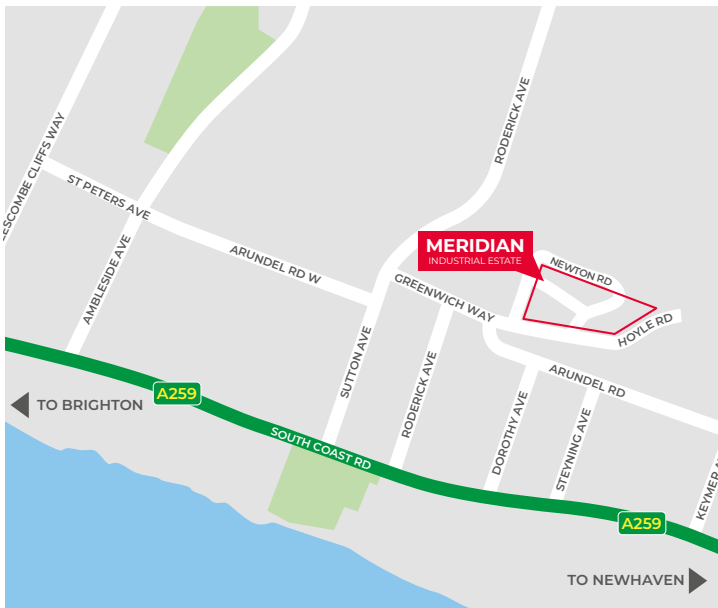 LESCOMBE CLIFFS WAY
ST PETERS AVE
AMBLESIDE AVE
ARUNDEL RD W
RODERICK AVE
MERIDIAN
INDUSTRIAL ESTATE
NEWTON RD
GREENWICH WAY
HOYLE RD
SUTTON AVE
RODERICK AVE
ARUNDEL RD
DOROTHY AVE
STEYNING AVE
KEYMER A
A259
TO BRIGHTON
SOUTH COAST RD
A259
TO NEWHAVEN